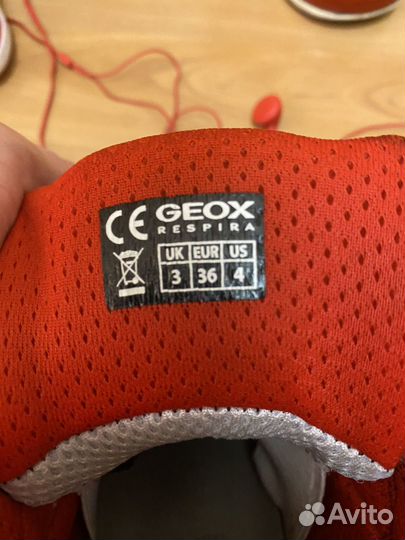 CE GEOX
RESPIRA
UK EUR US
3 36 4
Avito